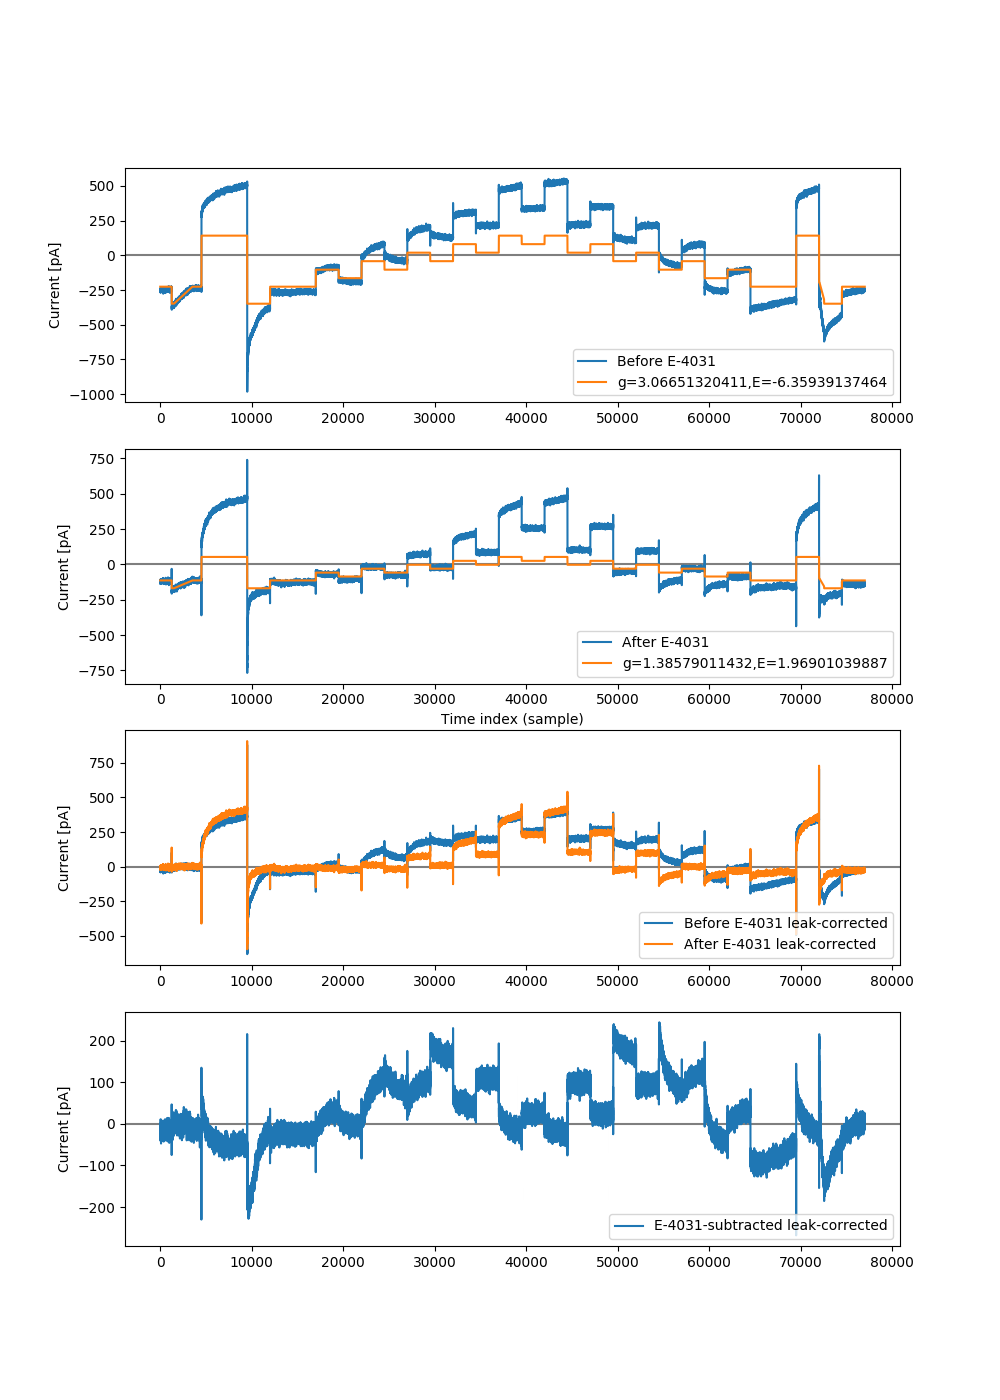 Current [pA]
500
250
0
−250
−500
−750
−1000
Before E-4031
g=3.06651320411,E=-6.35939137464
0 10000 20000 30000 40000 50000 60000 70000 80000
Current [pA]
750
500
250
0
−250
−500
−750
After E-4031
g=1.38579011432,E=1.96901039887
0 10000 20000 30000 40000 50000 60000 70000 80000
Time index (sample)
Current [pA]
750
500
250
0
−250
−500
Before E-4031 leak-corrected
After E-4031 leak-corrected
0 10000 20000 30000 40000 50000 60000 70000 80000
Current [pA]
200
100
0
−100
−200
E-4031-subtracted leak-corrected
0 10000 20000 30000 40000 50000 60000 70000 80000